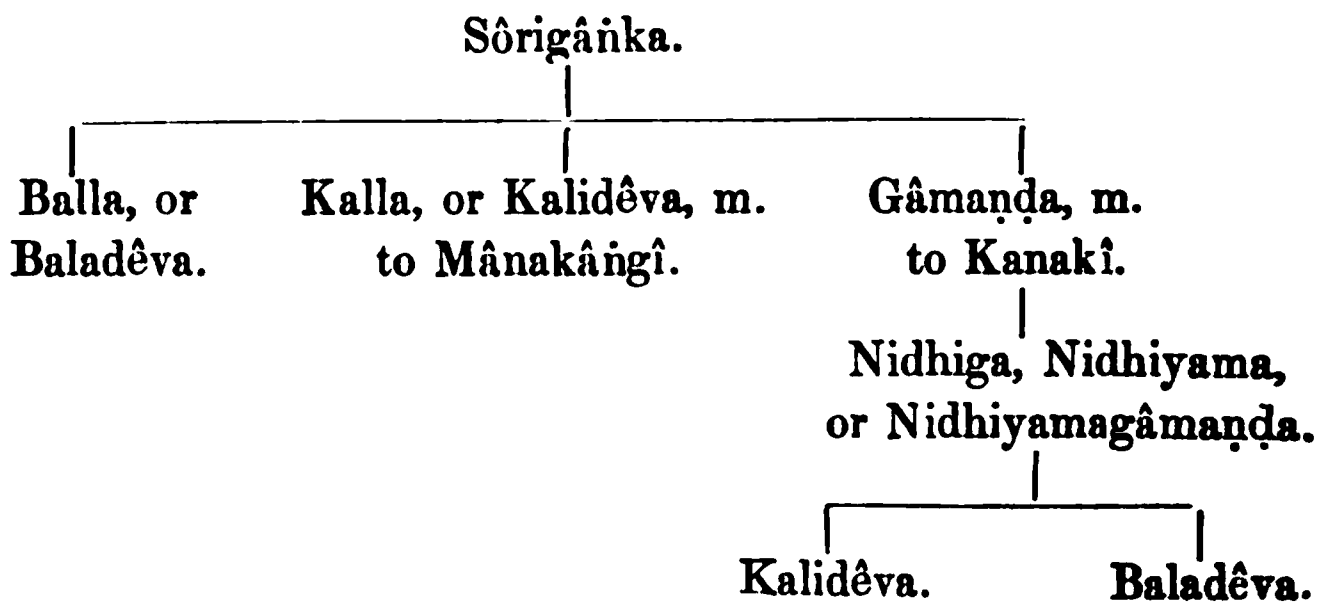 Sôrigâṅka.
Balla, or Kalla, or Kalidêva, m. Gâmaṇḍa, m.
Baladêva. to Mânakâṅgî. to Kanakî.
Nidhiga, Nidhiyama,
or Nidhiyamagâmaṇḍa.
Kalidêva. Baladêva.